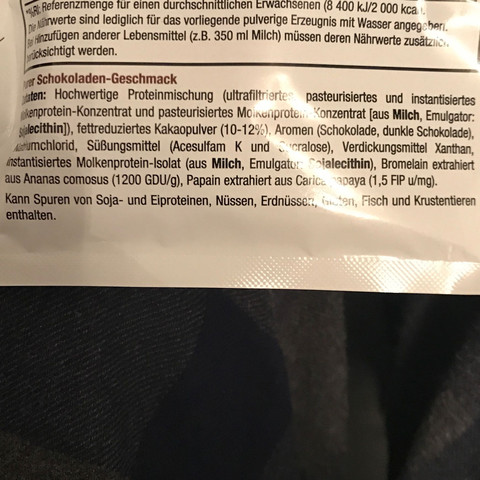 Referenzmenge für einen durchschnittlichen Erwachsenen (8 400 kJ/2 000 kcal).
Die Nährwerte sind lediglich für das vorliegende pulverige Erzeugnis mit Wasser angegeben.
Hinzufügen anderer Lebensmittel (z.B. 350 ml Milch) müssen deren Nährwerte zusätzlich
werden.
Schokoladen-Geschmack
Hochwertige Proteinmischung (ultrafiltriertes pasteurisiertes und instantisiertes
Molkenprotein-Konzentrat und pasteurisiertes Molkenprotein-Konzentrat [aus Milch, Emulgator:
Sojalecithin]), fettreduziertes Kakaopulver (10-12%), Aromen (Schokolade, dunkle Schokolade),
Natriumchlorid, Süßungsmittel (Acesulfam K und Sucralose), Verdickungsmittel Xanthan,
instantisiertes Molkenprotein-Isolat (aus Milch, Emulgator: Sojalecithin), Bromelain extrahiert
aus Ananas comosus (1200 GDU/g), Papain extrahiert aus Carica papaya (1,5 FIP u/mg).
Kann Spuren von Soja- und Eiproteinen, Nüssen, Erdnüssen, Gluten, Fisch und Krustentieren
enthalten.